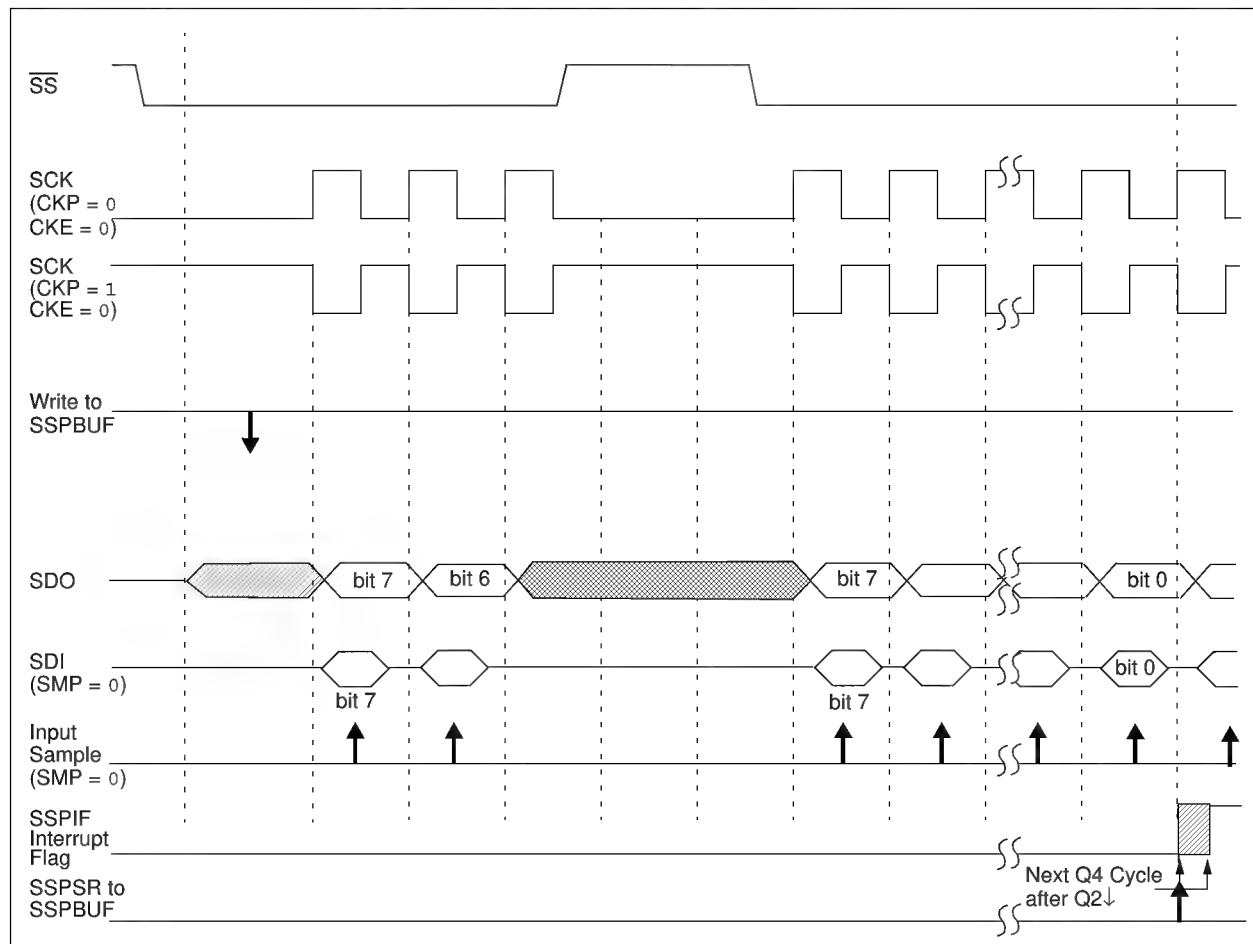 SS
SCK
(CKP = 0
CKE = 0)
SCK
(CKP = 1
CKE = 0)
Write to
SSPBUF
SDO
bit 7
bit 6
bit 7
bit 0
SDI
(SMP = 0)
bit 7
bit 7
bit 0
Input
Sample
(SMP = 0)
SSPIF
Interrupt
Flag
SSPSR to
SSPBUF
Next Q4 Cycle
after Q2↓